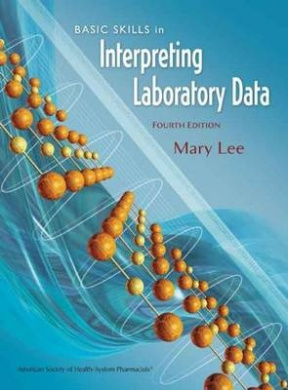 BASIC SKILLS in
Interpreting
Laboratory Data
FOURTH EDITION
Mary Lee
American Society of Health-System Pharmacists®